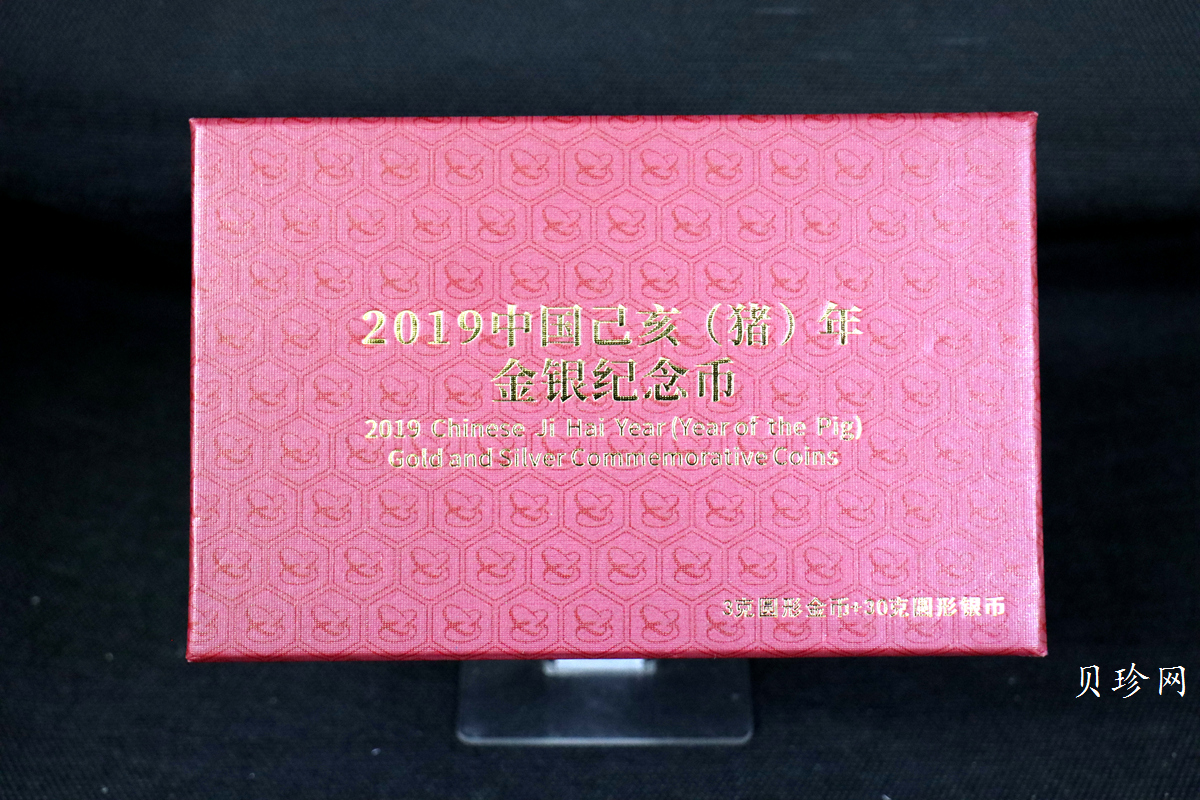 2019中国己亥（猪）年
金银纪念币
2019 Chinese Ji Hai Year (Year of the Pig)
Gold and Silver Commemorative Coins
3克圆形金币+30克圆形银币
贝珍网